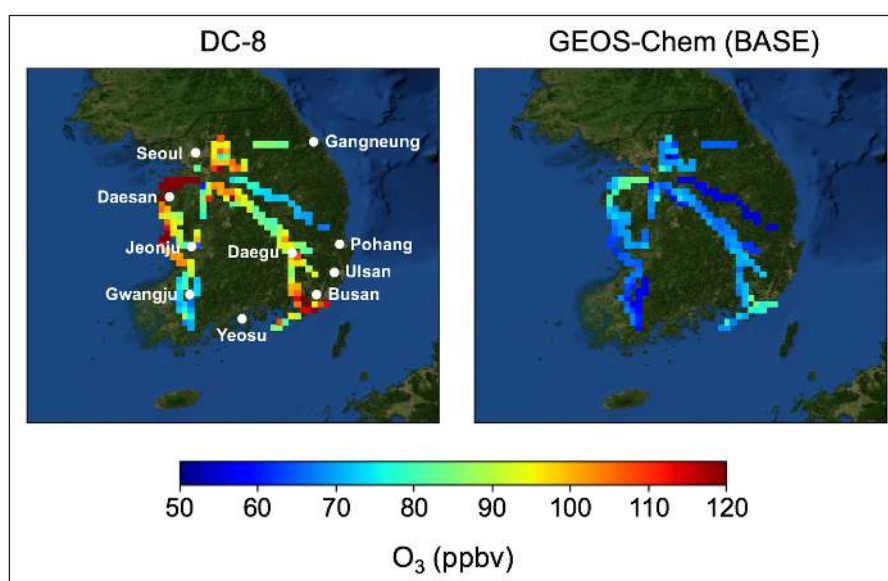 DC-8
GEOS-Chem (BASE)
Seoul
Gangneung
Daesan
Jeonju
Daegu
Pohang
Ulsan
Gwangju
Busan
Yeosu
50 60 70 80 90 100 110 120
O₃ (ppbv)